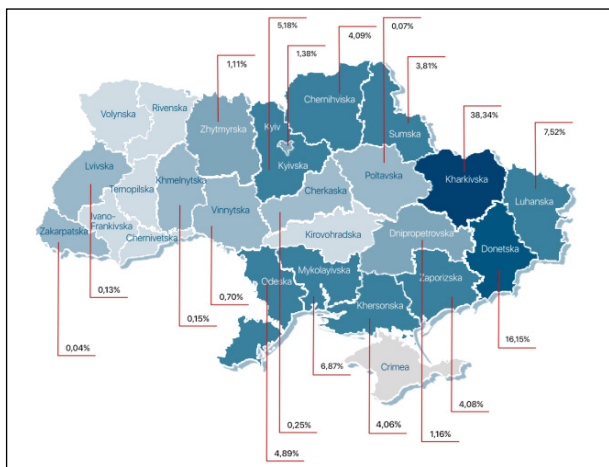 5,18%
4,09%
0,07%
1,38%
1,11%
3,81%
38,34%
7,52%
Volynska
Rivenska
Zhytmyrska
Kyiv
Chernihviska
Sumska
Lvivska
Ternopilska
Khmelnytska
Kyivska
Cherkaska
Poltavska
Kharkivska
Luhanska
Zakarpatska
Ivano-
Frankivska
Chernivetska
Vinnytska
Kirovohradska
Dnipropetrovska
Donetska
Odeska
Mykolayivska
Zaporizska
Khersonska
Crimea
0,04%
0,13%
0,15%
0,70%
4,89%
0,25%
6,87%
4,06%
1,16%
4,08%
16,15%